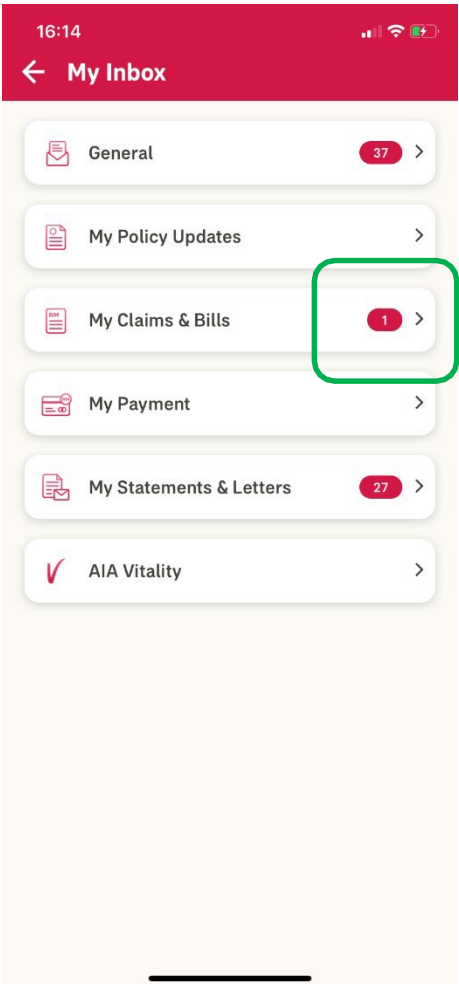 16:14
My Inbox
General 37
My Policy Updates
RM My Claims & Bills 1
My Payment
My Statements & Letters 27
AIA Vitality